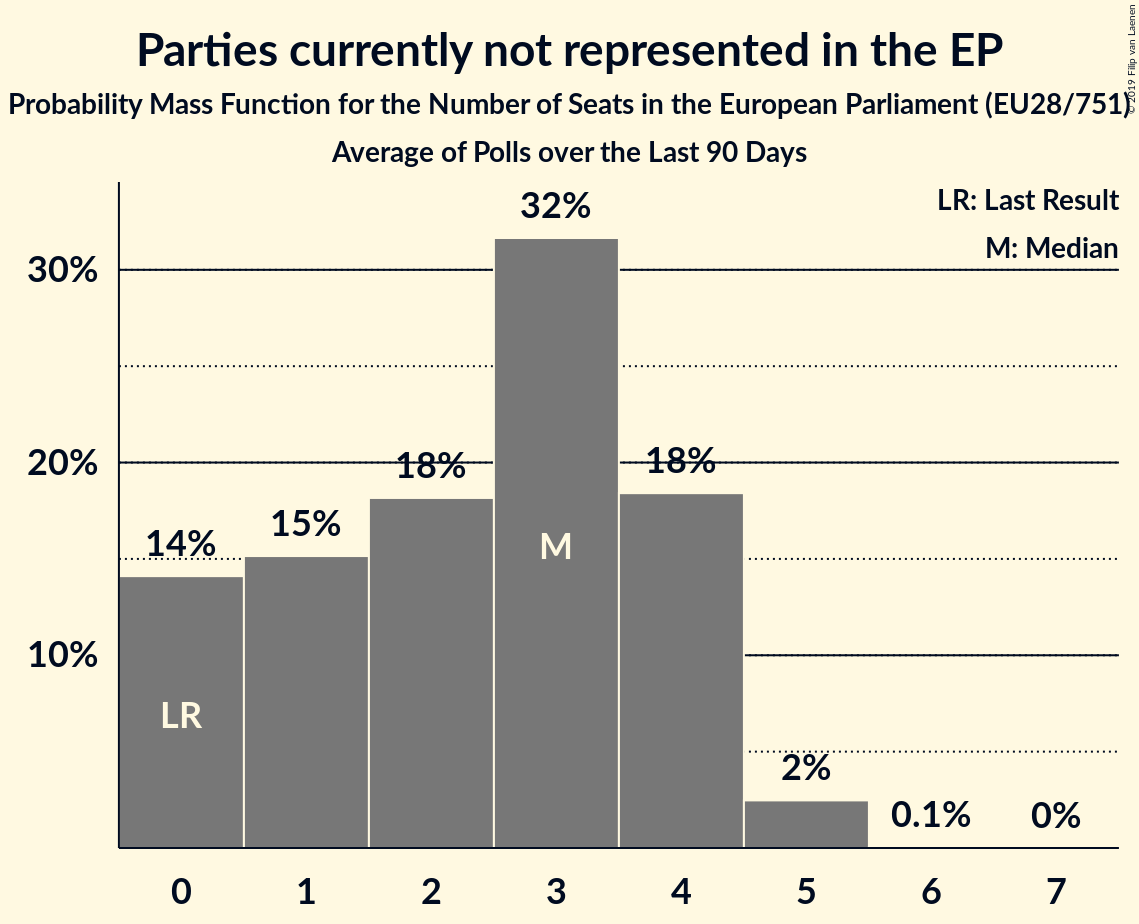 Parties currently not represented in the EP
Probability Mass Function for the Number of Seats in the European Parliament (EU28/751)
Average of Polls over the Last 90 Days
© 2019 Filip van Laenen
LR: Last Result
M: Median
32%
30%
20%
18%
18%
15%
14%
M
10%
LR
2%
0.1%
0%
0 1 2 3 4 5 6 7